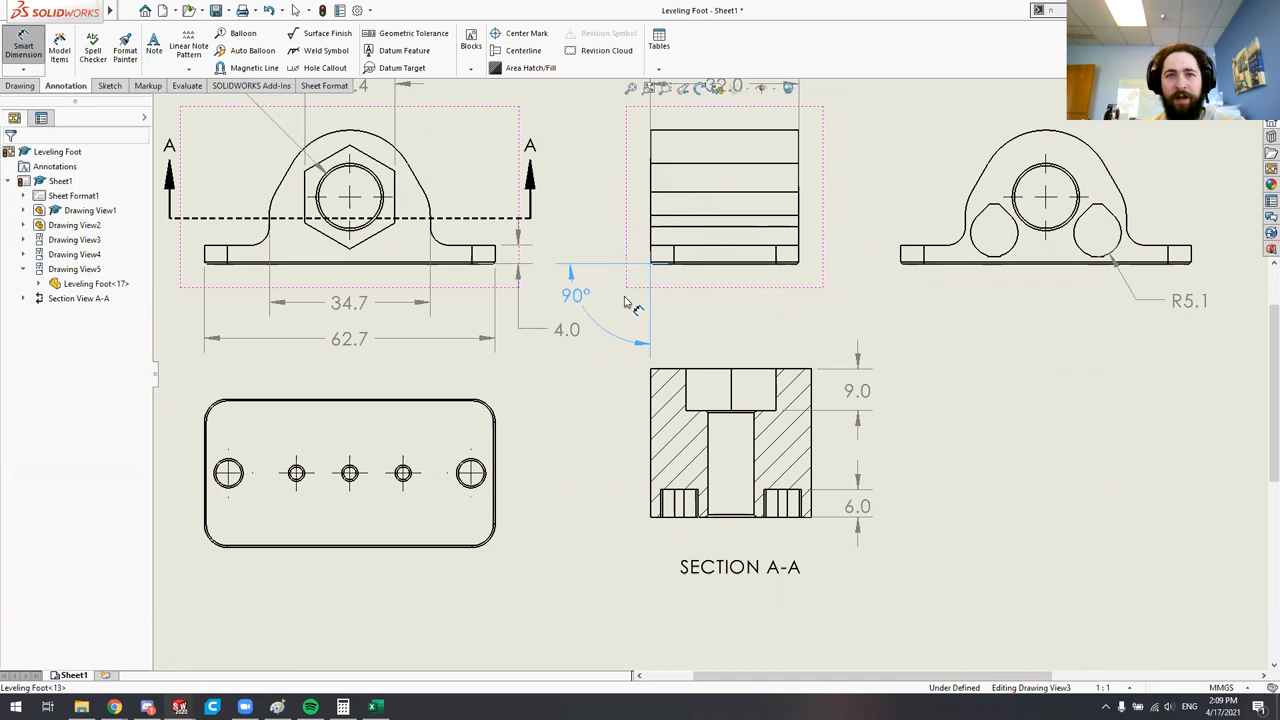 SOLIDWORKS
Leveling Foot - Sheet1 *
n
Smart Dimension
Model Items
Spell Checker
Format Painter
Note
Linear Note Pattern
Balloon
Auto Balloon
Magnetic Line
Surface Finish
Weld Symbol
Hole Callout
Geometric Tolerance
Datum Feature
Datum Target
Blocks
Center Mark
Centerline
Area Hatch/Fill
Revision Symbol
Revision Cloud
Tables
Drawing
Sketch
Annotation
Markup
Evaluate
SOLIDWORKS Add-Ins
Sheet Format
Leveling Foot
Annotations
Sheet1
Sheet Format1
Drawing View1
Drawing View2
Drawing View3
Drawing View4
Drawing View5
Leveling Foot<17>
Section View A-A
A
A
.4
34.7
62.7
4.0
90°
R5.1
9.0
6.0
SECTION A-A
Sheet1
Leveling Foot<13>
Under Defined
Editing Drawing View3
1 : 1
MMGS
ENG
2:09 PM
4/17/2021